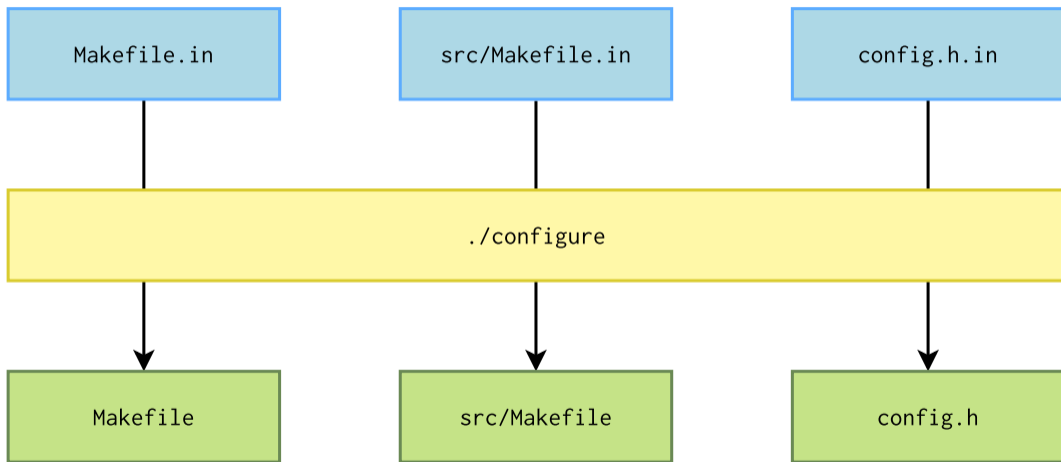 Makefile.in
src/Makefile.in
config.h.in
./configure
Makefile
src/Makefile
config.h